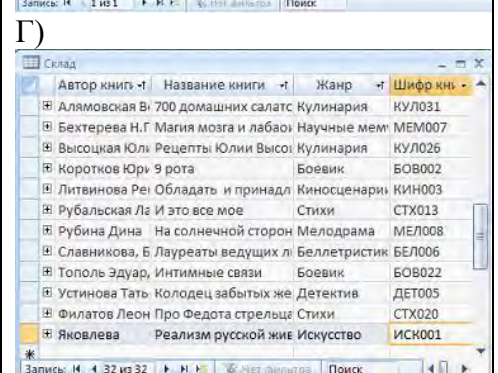 Запись: 1 из 1 Нет фильтра Поиск
Г)
Склад
Автор книги Название книги Жанр Шифр кни
Алямовская В 700 домашних салатс Кулинария КУЛ031
Бехтерева Н.Г Магия мозга и лабаоч Научные мем МЕМ007
Высоцкая Юли Рецепты Юлии Высоц Кулинария КУЛ026
Коротков Юри 9 рота Боевик БОВ002
Литвинова Ре Обладать и принадл Киносценарии КИН003
Рубальская Ла И это все мое Стихи СТХ013
Рубина Дина На солнечной сторон Мелодрама МЕЛ008
Славникова, Б Лауреаты ведущих л Беллетристик БЕЛ006
Тополь Эдуар, Интимные связи Боевик БОВ022
Устинова Тать Колодец забытых же Детектив ДЕТ005
Филатов Леон Про Федота стрельца Стихи СТХ020
Яковлева Реализм русской жив Искусство ИСК001
Запись: 32 из 32 Нет фильтра Поиск